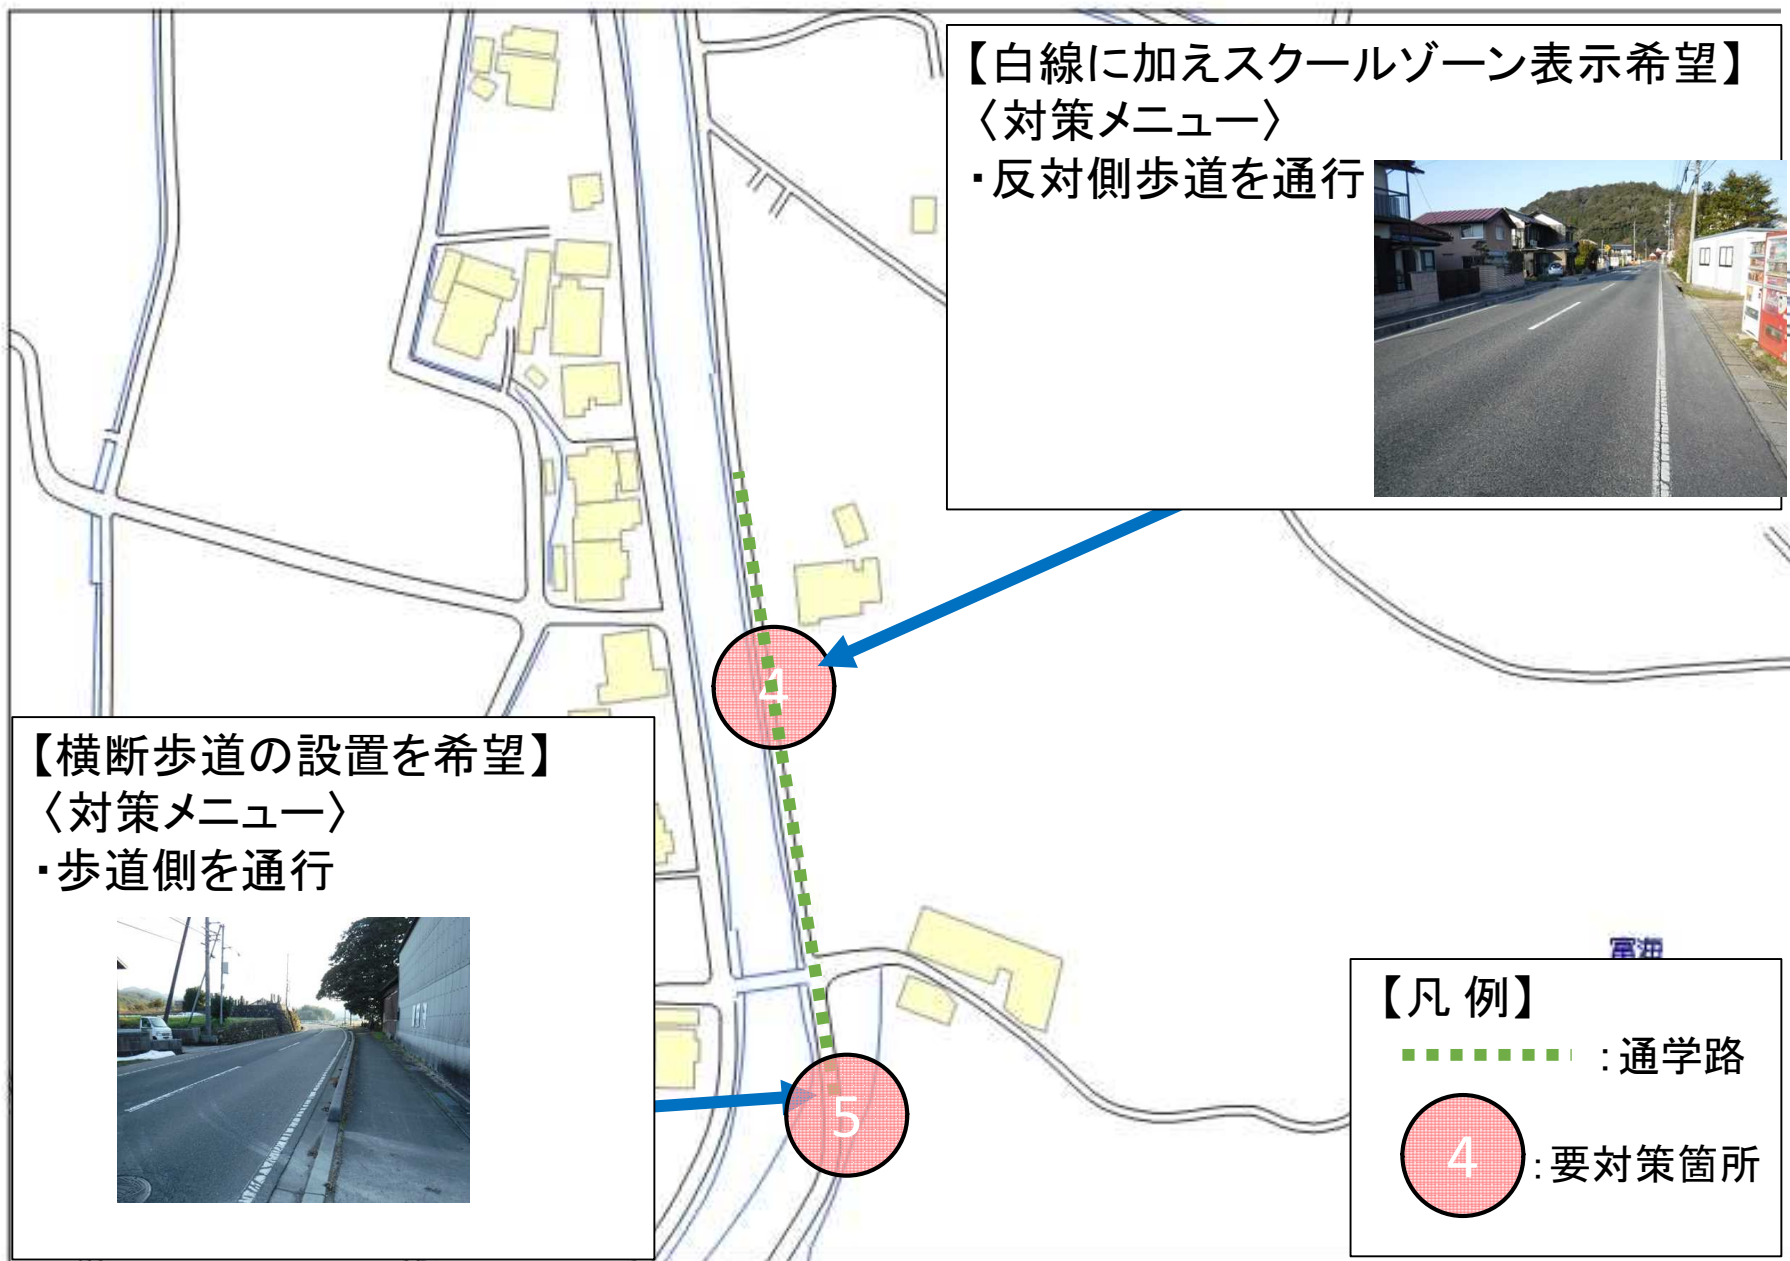 【白線に加えスクールゾーン表示希望】
〈対策メニュー〉
・反対側歩道を通行
4
【横断歩道の設置を希望】
〈対策メニュー〉
・歩道側を通行
5
富海
【凡 例】
：通学路
4
：要対策箇所